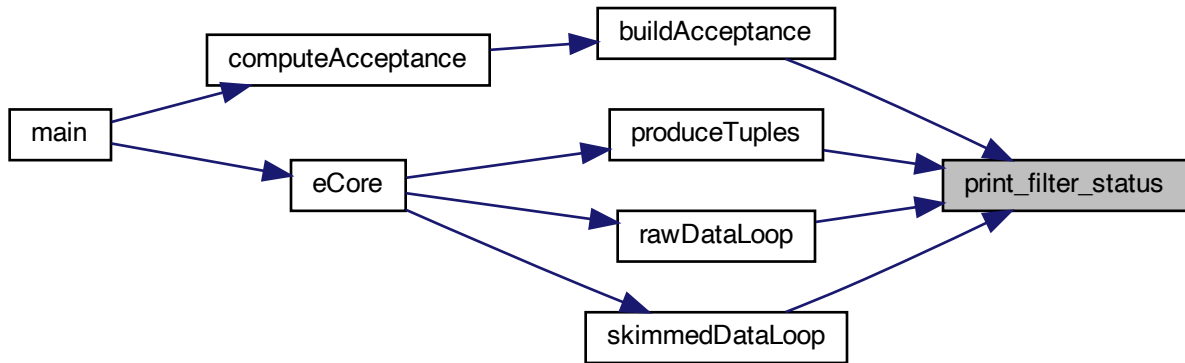 buildAcceptance
computeAcceptance
main
produceTuples
eCore
print_filter_status
rawDataLoop
skimmedDataLoop